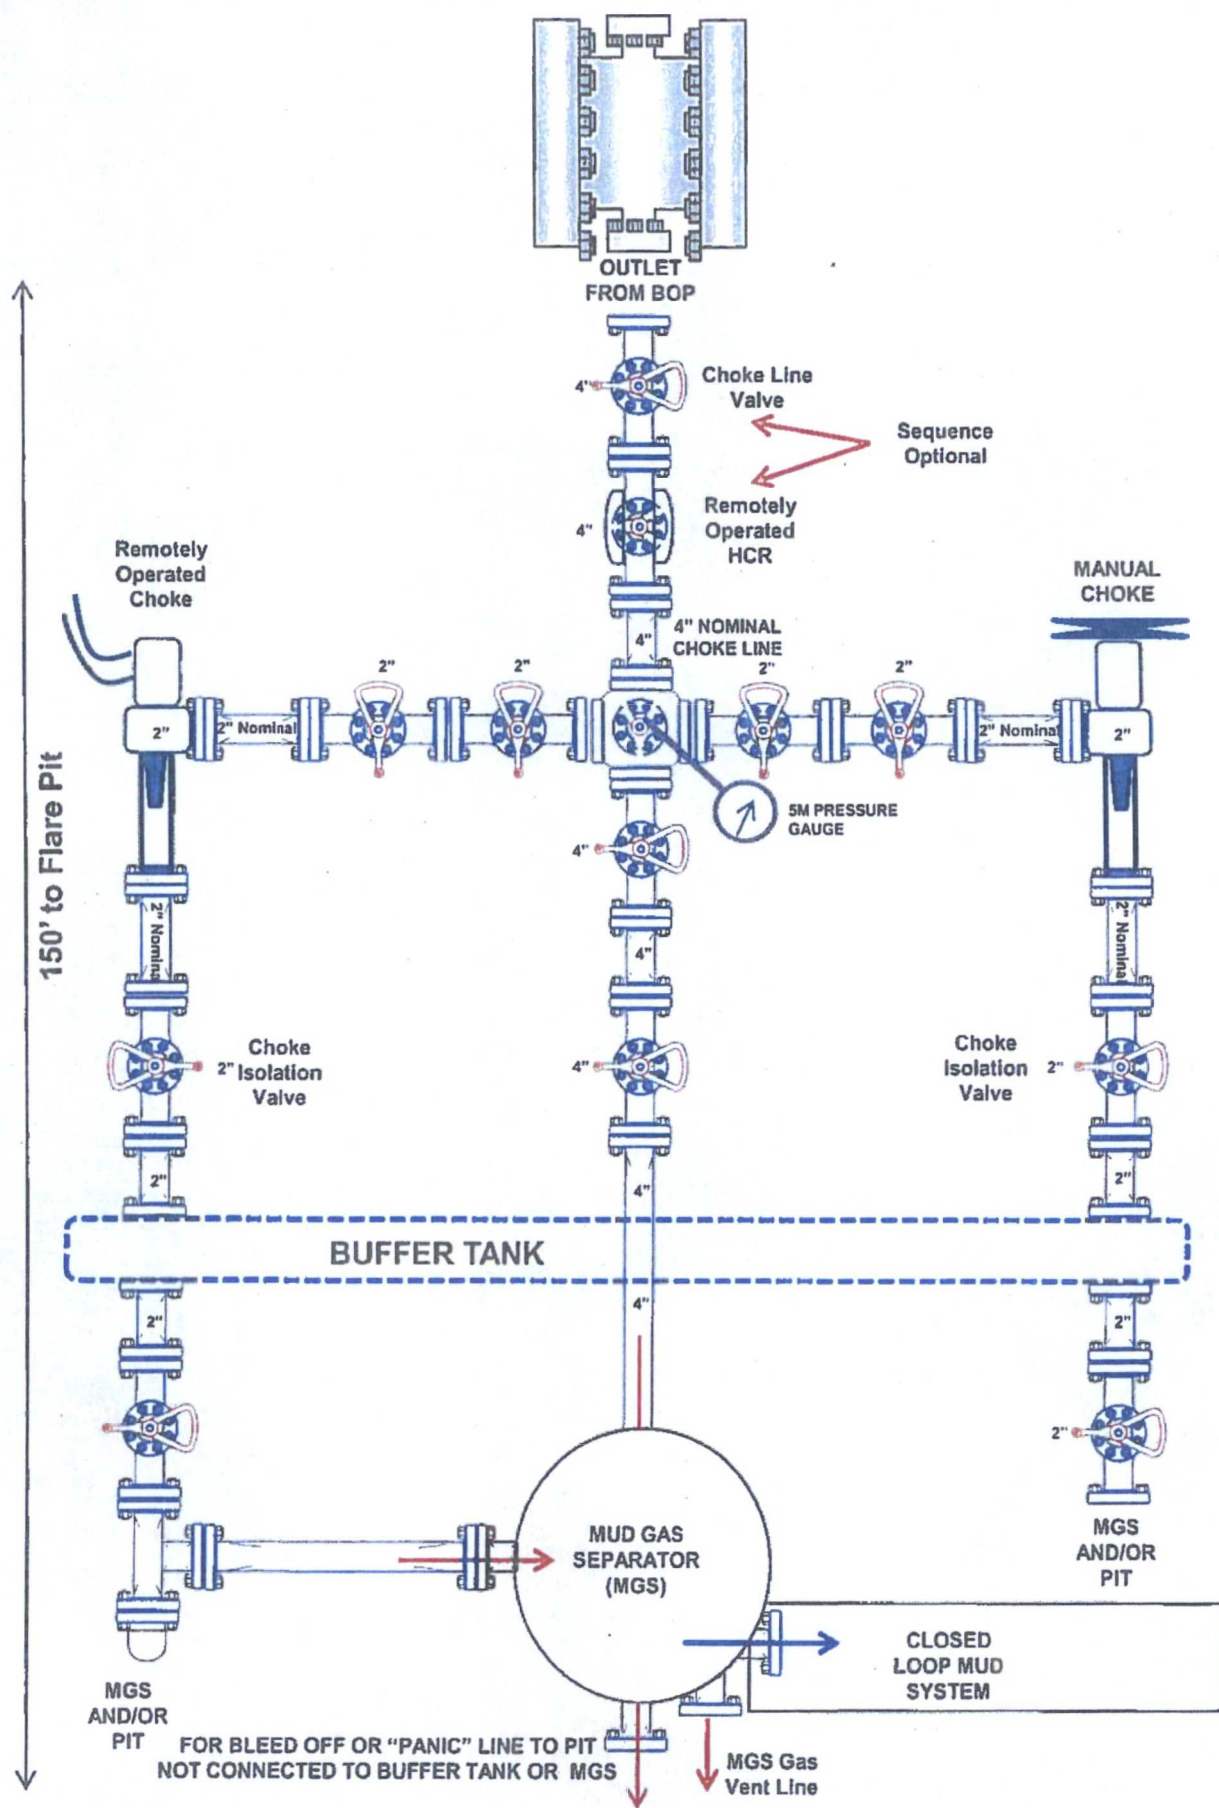 OUTLET
FROM BOP
4"
Choke Line
Valve
Sequence
Optional
4"
Remotely
Operated
HCR
Remotely
Operated
Choke
MANUAL
CHOKE
4"
4" NOMINAL
CHOKE LINE
2"
2"
2"
2"
2"
2" Nominal
2" Nominal
2"
5M PRESSURE
GAUGE
4"
150' to Flare Pit
2" Nominal
4"
2" Nominal
Choke
Isolation
Valve
2"
4"
Choke
Isolation
Valve
2"
2"
4"
2"
BUFFER TANK
2"
4"
2"
2"
MUD GAS
SEPARATOR
(MGS)
MGS
AND/OR
PIT
CLOSED
LOOP MUD
SYSTEM
MGS
AND/OR
PIT
FOR BLEED OFF OR "PANIC" LINE TO PIT
NOT CONNECTED TO BUFFER TANK OR MGS
MGS Gas
Vent Line